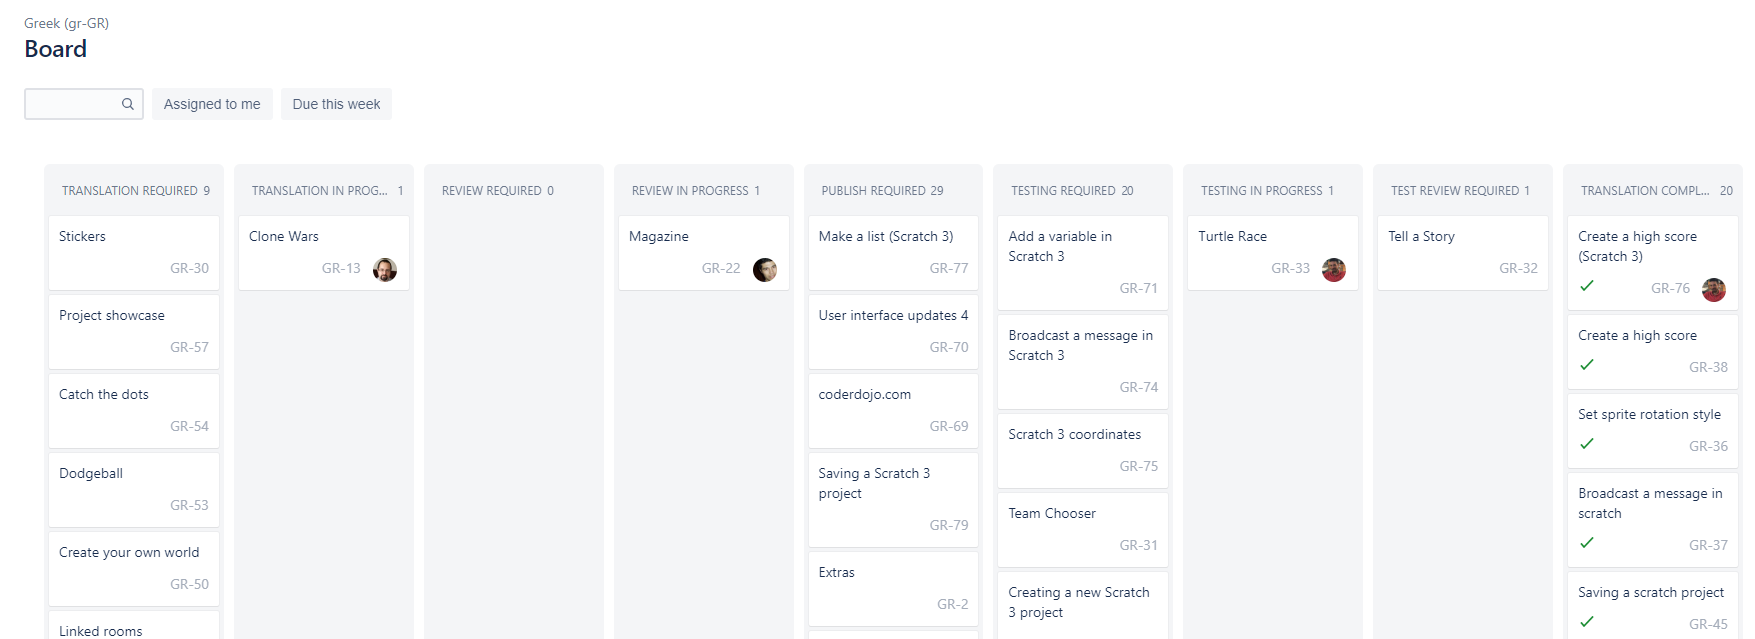 Greek (gr-GR)
Board
Assigned to me
Due this week
TRANSLATION REQUIRED 9
Stickers
GR-30
Project showcase
GR-57
Catch the dots
GR-54
Dodgeball
GR-53
Create your own world
GR-50
Linked rooms
TRANSLATION IN PROG... 1
Clone Wars
GR-13
REVIEW REQUIRED 0
REVIEW IN PROGRESS 1
Magazine
GR-22
PUBLISH REQUIRED 29
Make a list (Scratch 3)
GR-77
User interface updates 4
GR-70
coderdojo.com
GR-69
Saving a Scratch 3
project
GR-79
Extras
GR-2
TESTING REQUIRED 20
Add a variable in
Scratch 3
GR-71
Broadcast a message in
Scratch 3
GR-74
Scratch 3 coordinates
GR-75
Team Chooser
GR-31
Creating a new Scratch
3 project
TESTING IN PROGRESS 1
Turtle Race
GR-33
TEST REVIEW REQUIRED 1
Tell a Story
GR-32
TRANSLATION COMPL... 20
Create a high score
(Scratch 3)
GR-76
Create a high score
GR-38
Set sprite rotation style
GR-36
Broadcast a message in
scratch
GR-37
Saving a scratch project
GR-45